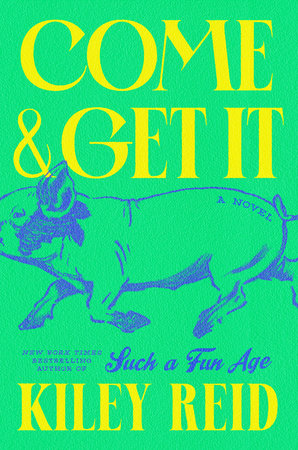 COME
& GET IT
A NOVEL
NEW YORK TIMES
BESTSELLING
AUTHOR OF
Such a Fun Age
KILEY REID